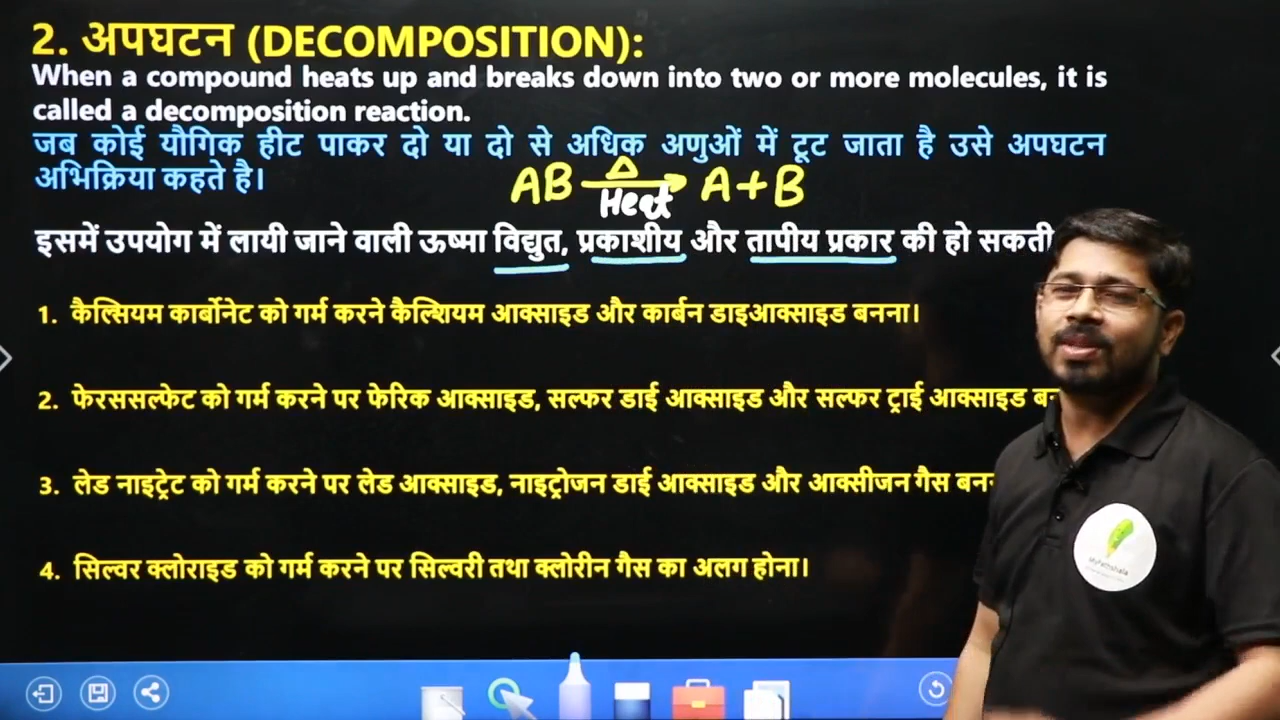 2. अपघटन (DECOMPOSITION):
When a compound heats up and breaks down into two or more molecules, it is
called a decomposition reaction.
जब कोई यौगिक हीट पाकर दो या दो से अधिक अणुओं में टूट जाता है उसे अपघटन
अभिक्रिया कहते है।
AB Δ Heat → A+B
इसमें उपयोग में लायी जाने वाली ऊष्मा विद्युत, प्रकाशीय और तापीय प्रकार की हो सकती
1. कैल्सियम कार्बोनेट को गर्म करने कैल्शियम आक्साइड और कार्बन डाइआक्साइड बनना।
2. फेरससल्फेट को गर्म करने पर फेरिक आक्साइड, सल्फर डाई आक्साइड और सल्फर ट्राई आक्साइड
3. लेड नाइट्रेट को गर्म करने पर लेड आक्साइड, नाइट्रोजन डाई आक्साइड और आक्सीजन गैस
4. सिल्वर क्लोराइड को गर्म करने पर सिल्वरी तथा क्लोरीन गैस का अलग होना।
MyPathshala